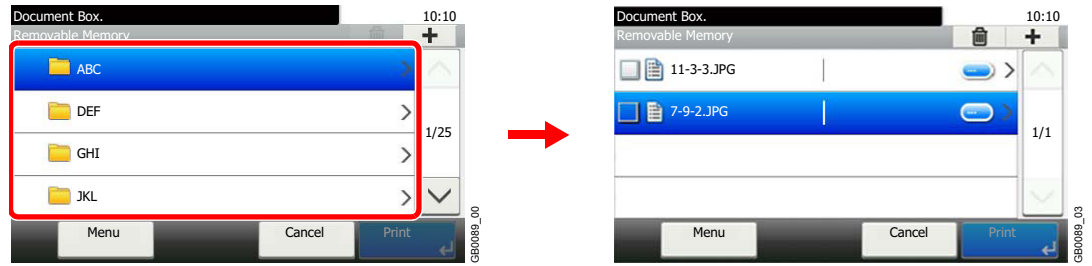 Document Box.
10:10
Removable Memory
+
ABC
DEF
1/25
GHI
JKL
Menu
Cancel
Print
GB0089_00
Document Box.
10:10
Removable Memory
+
11-3-3.JPG
7-9-2.JPG
1/1
Menu
Cancel
Print
GB0089_03